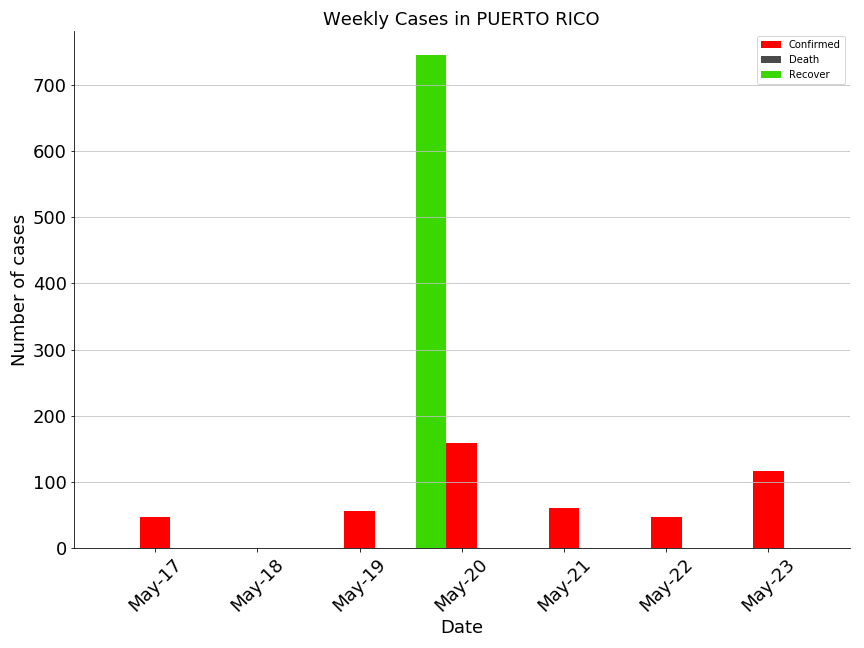 Weekly Cases in PUERTO RICO
Confirmed
Death
Recover
Number of cases
700
600
500
400
300
200
100
0
May-17
May-18
May-19
May-20
May-21
May-22
May-23
Date